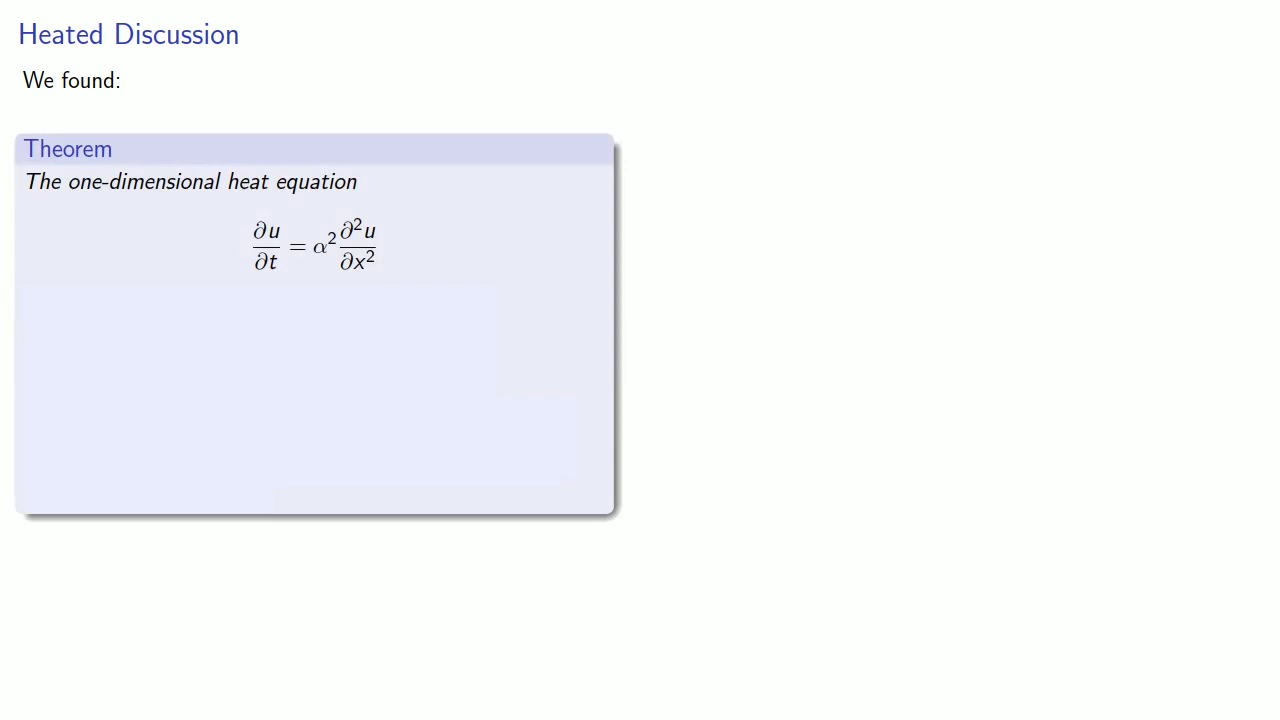 Heated Discussion
We found:
Theorem
The one-dimensional heat equation
∂u/∂t = α² ∂²u/∂x²